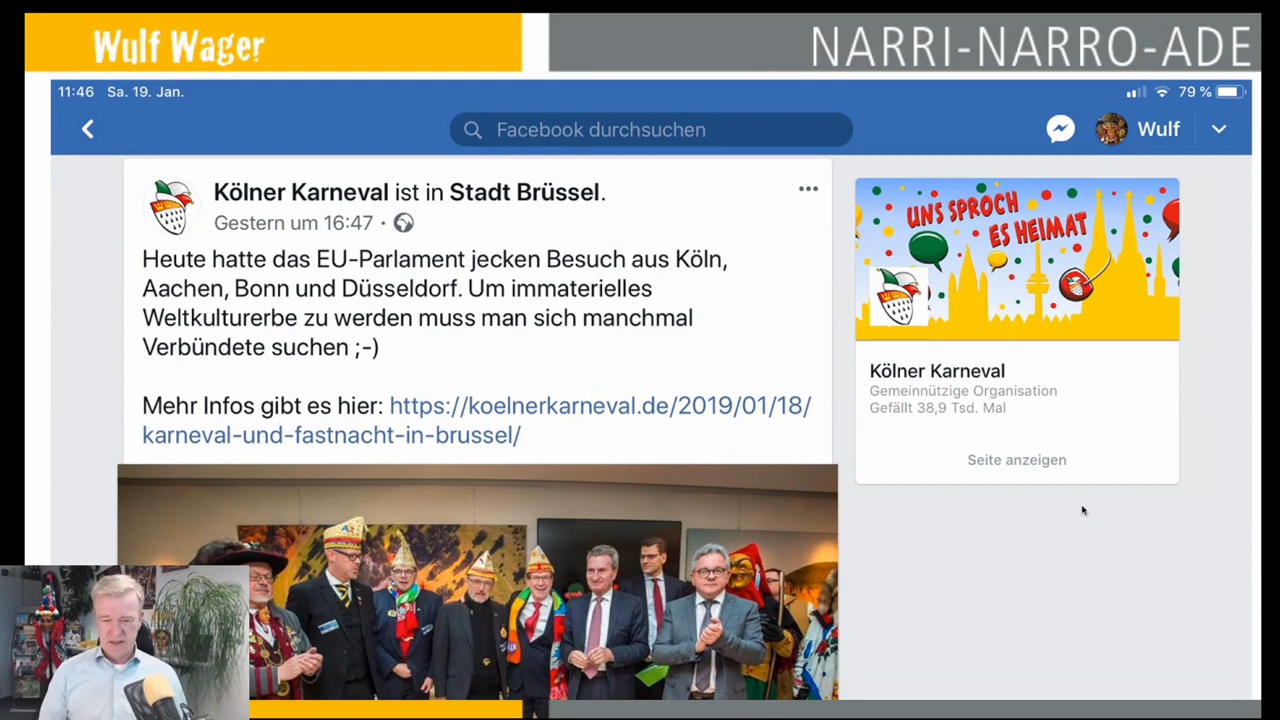 Wulf Wager
NARRI-NARRO-ADE
11:46 Sa. 19. Jan.
79 %
Facebook durchsuchen
Wulf
Kölner Karneval ist in Stadt Brüssel.
Gestern um 16:47 ·
Heute hatte das EU-Parlament jecken Besuch aus Köln,
Aachen, Bonn und Düsseldorf. Um immaterielles
Weltkulturerbe zu werden muss man sich manchmal
Verbündete suchen ;-)
Mehr Infos gibt es hier: https://koelnerkarneval.de/2019/01/18/
karneval-und-fastnacht-in-brussel/
UNS SPROCH
ES HEIMAT
Kölner Karneval
Gemeinnützige Organisation
Gefällt 38,9 Tsd. Mal
Seite anzeigen